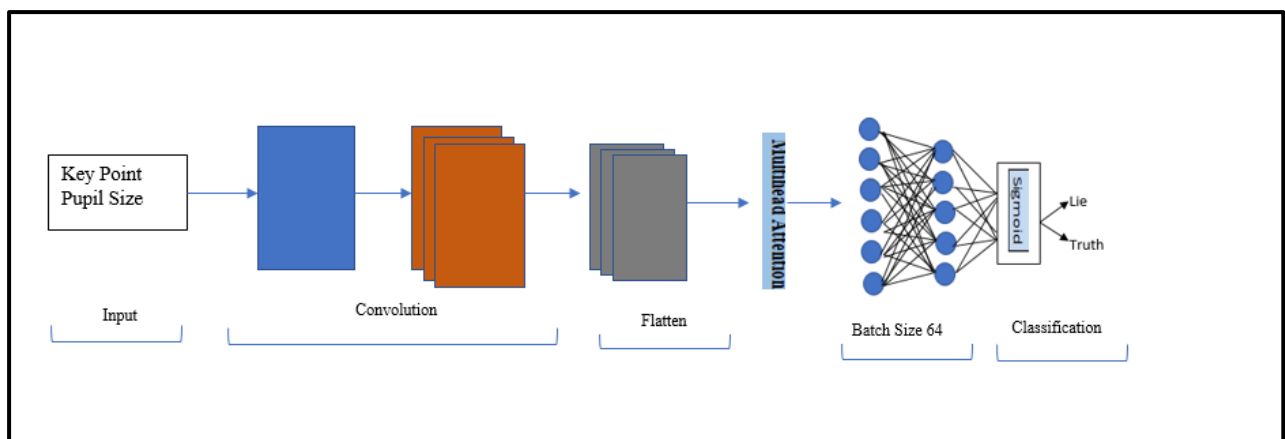 Key Point
Pupil Size
Multihead Attention
Sigmoid
Lie
Truth
Input
Convolution
Flatten
Batch Size 64
Classification